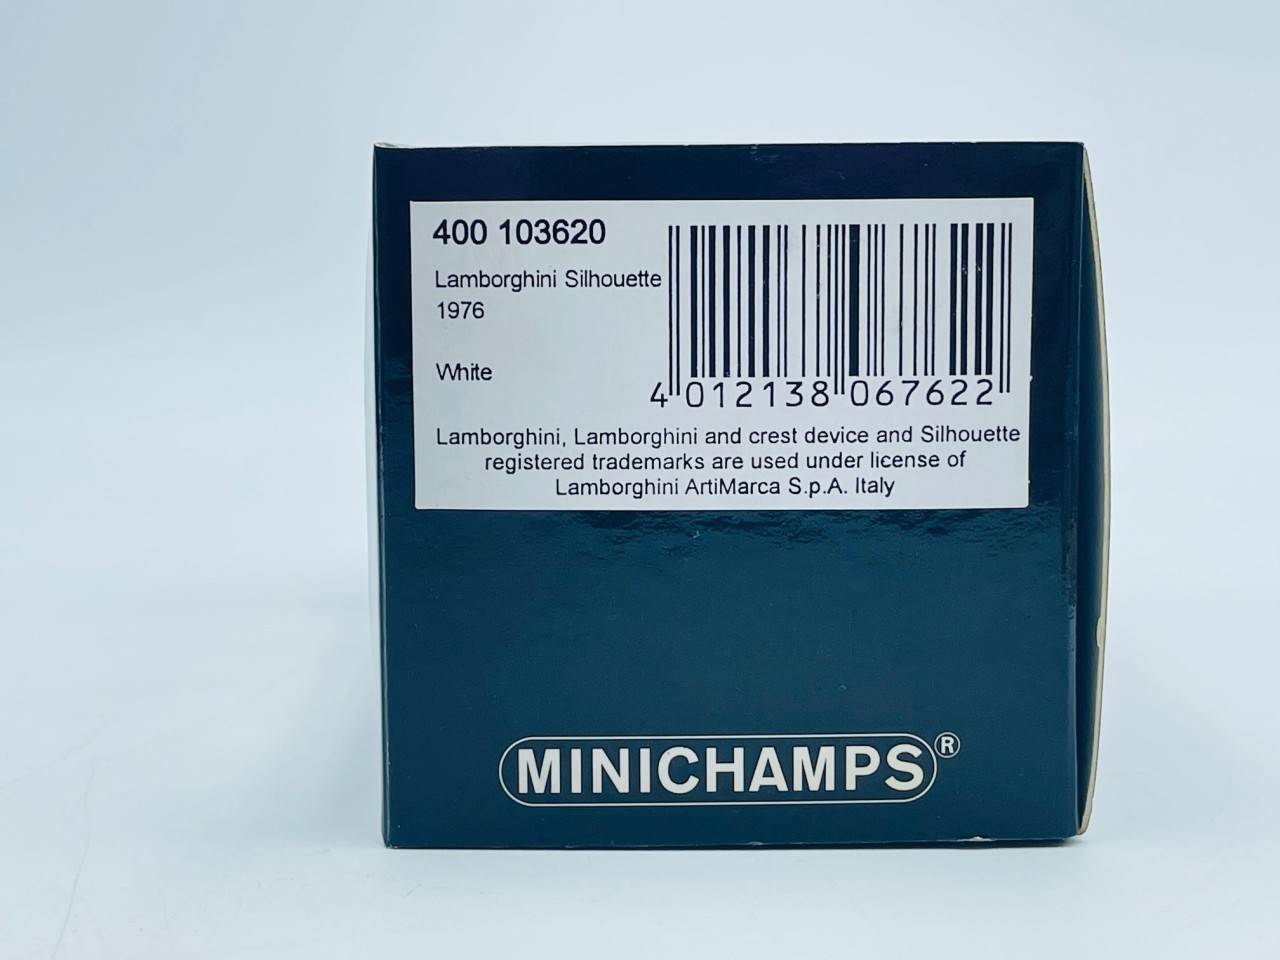 400 103620
Lamborghini Silhouette
1976
White
4 012138 067622
Lamborghini, Lamborghini and crest device and Silhouette
registered trademarks are used under license of
Lamborghini ArtiMarca S.p.A. Italy
MINICHAMPS®